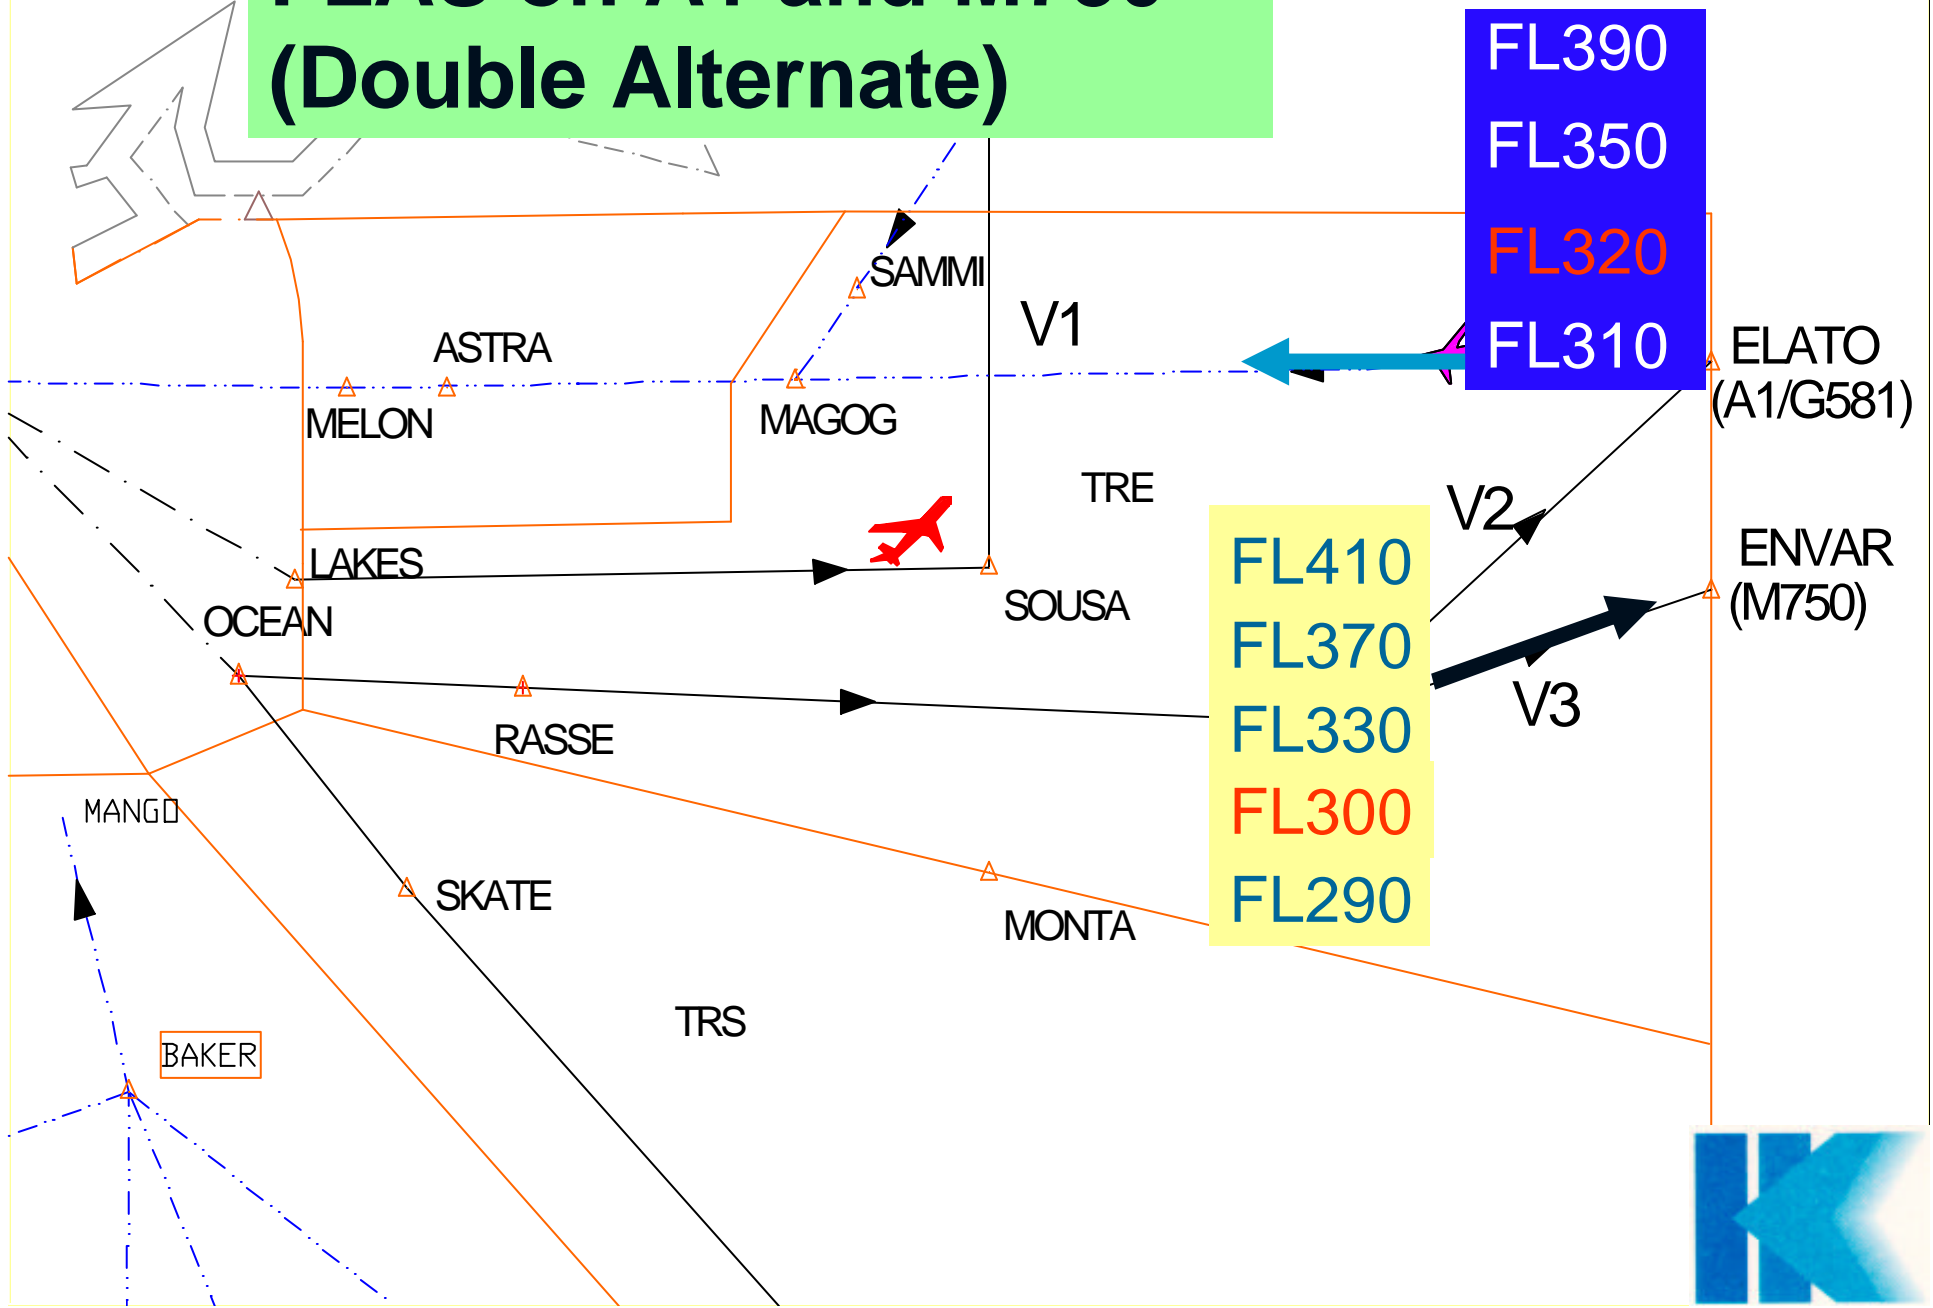 (Double Alternate)
FL390
FL350
FL320
FL310
SAMMI
V1
ASTRA
ELATO
(A1/G581)
MELON
MAGOG
TRE
V2
FL410
ENVAR
(M750)
LAKES
SOUSA
OCEAN
FL370
V3
FL330
RASSE
FL300
MANGO
SKATE
FL290
MONTA
TRS
BAKER